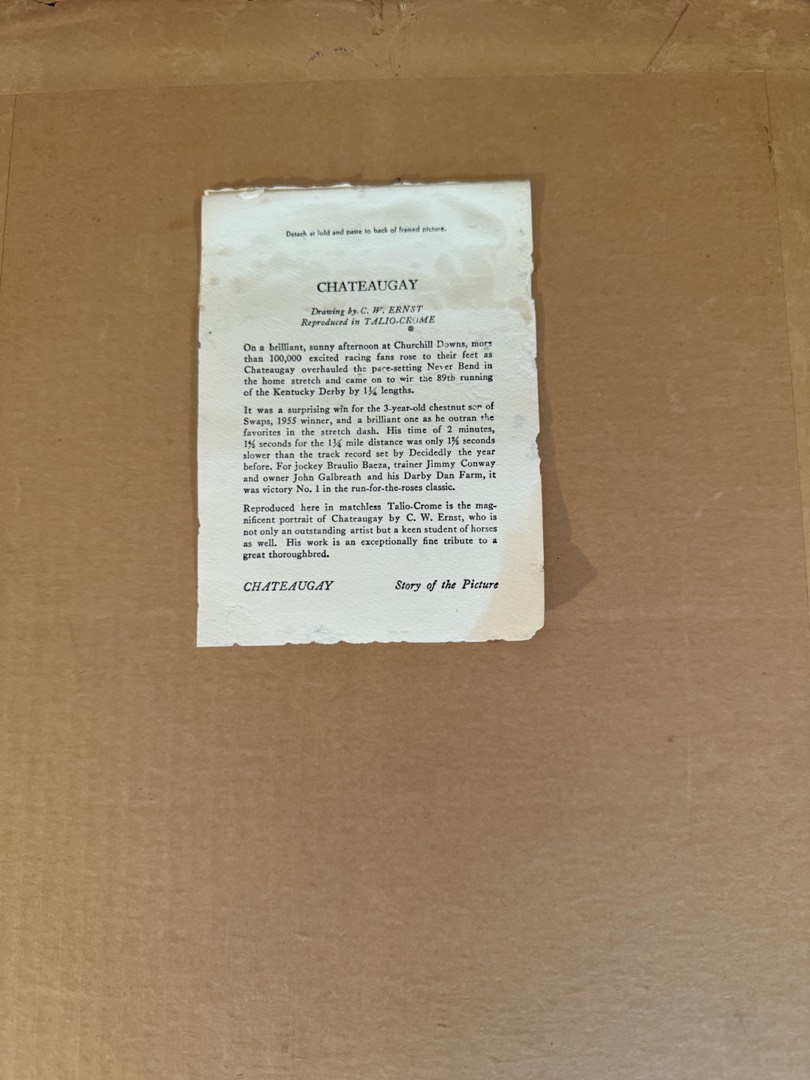 Detach at fold and paste to back of framed picture.
CHATEAUGAY
Drawing by C. W. ERNST
Reproduced in TALIO-CROME
®
On a brilliant, sunny afternoon at Churchill Downs, more
than 100,000 excited racing fans rose to their feet as
Chateaugay overhauled the pace-setting Never Bend in
the home stretch and came on to win the 89th running
of the Kentucky Derby by 1¼ lengths.
It was a surprising win for the 3-year-old chestnut son of
Swaps, 1955 winner, and a brilliant one as he outran the
favorites in the stretch dash. His time of 2 minutes,
seconds for the 1¼ mile distance was only seconds
slower than the track record set by Decidedly the year
before. For jockey Braulio Baeza, trainer Jimmy Conway
and owner John Galbreath and his Darby Dan Farm, it
was victory No. 1 in the run-for-the-roses classic.
Reproduced here in matchless Talio-Crome is the mag-
nificent portrait of Chateaugay by C. W. Ernst, who is
not only an outstanding artist but a keen student of horses
as well. His work is an exceptionally fine tribute to a
great thoroughbred.
CHATEAUGAY Story of the Picture